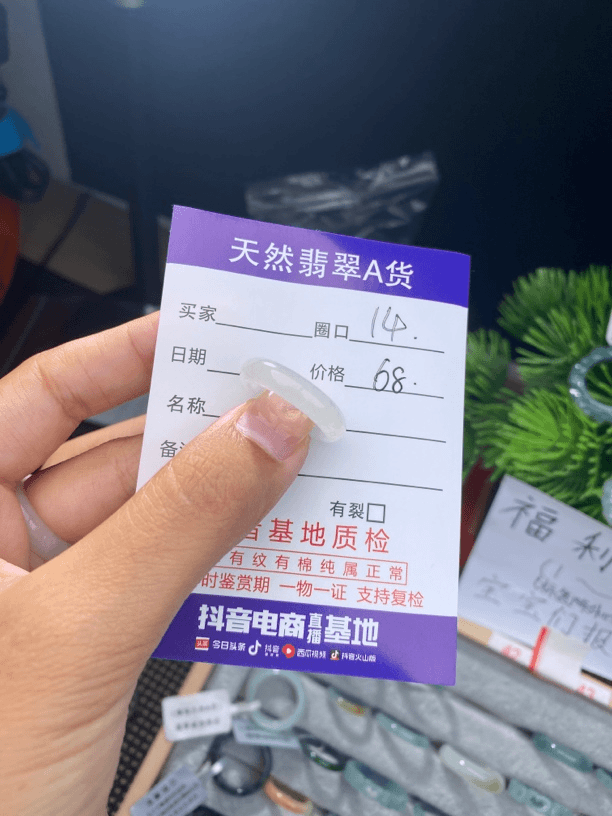 天然翡翠A货
买家 圈口 14.
日期 价格 68.
名称
备
有裂□
基地质检
有纹有棉纯属正常
时鉴赏期 一物一证 支持复检
抖音电商直播基地
头条 今日头条 抖音 西瓜视频 抖音火山版
福利